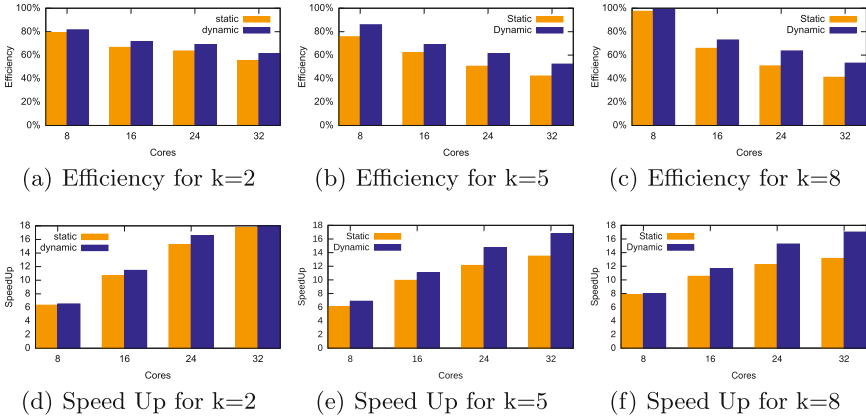 100%
80%
60%
40%
20%
0%
Efficiency
static
dynamic
8 16 24 32
Cores
(a) Efficiency for k=2
100%
80%
60%
40%
20%
0%
Efficiency
Static
Dynamic
8 16 24 32
Cores
(b) Efficiency for k=5
100%
80%
60%
40%
20%
0%
Efficiency
Static
Dynamic
8 16 24 32
Cores
(c) Efficiency for k=8
18
16
14
12
10
8
6
4
2
0
SpeedUp
static
dynamic
8 16 24 32
Cores
(d) Speed Up for k=2
18
16
14
12
10
8
6
4
2
0
SpeedUp
Static
Dynamic
8 16 24 32
Cores
(e) Speed Up for k=5
18
16
14
12
10
8
6
4
2
0
SpeedUp
Static
Dynamic
8 16 24 32
Cores
(f) Speed Up for k=8